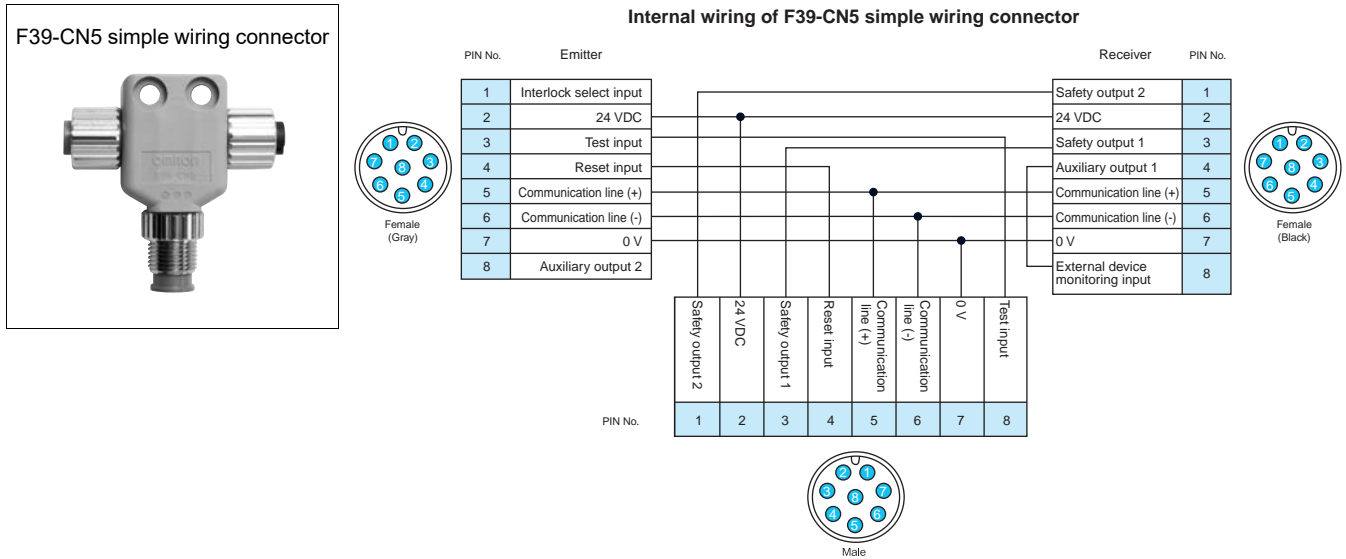 F39-CN5 simple wiring connector
omron
Internal wiring of F39-CN5 simple wiring connector
PIN No. Emitter Receiver PIN No.
1 Interlock select input Safety output 2 1
2 24 VDC 24 VDC 2
3 Test input Safety output 1 3
4 Reset input Auxiliary output 1 4
5 Communication line (+) Communication line (+) 5
6 Communication line (-) Communication line (-) 6
7 0 V 0 V 7
8 Auxiliary output 2 External device
monitoring input 8
1 2
7 8 3
6 5 4
Female
(Gray)
1 2
7 8 3
6 5 4
Female
(Black)
Safety output 2
24 VDC
Safety output 1
Reset input
Communication
line (+)
Communication
line (-)
0 V
Test input
PIN No. 1 2 3 4 5 6 7 8
2 1
3 8 7
4 5 6
Male